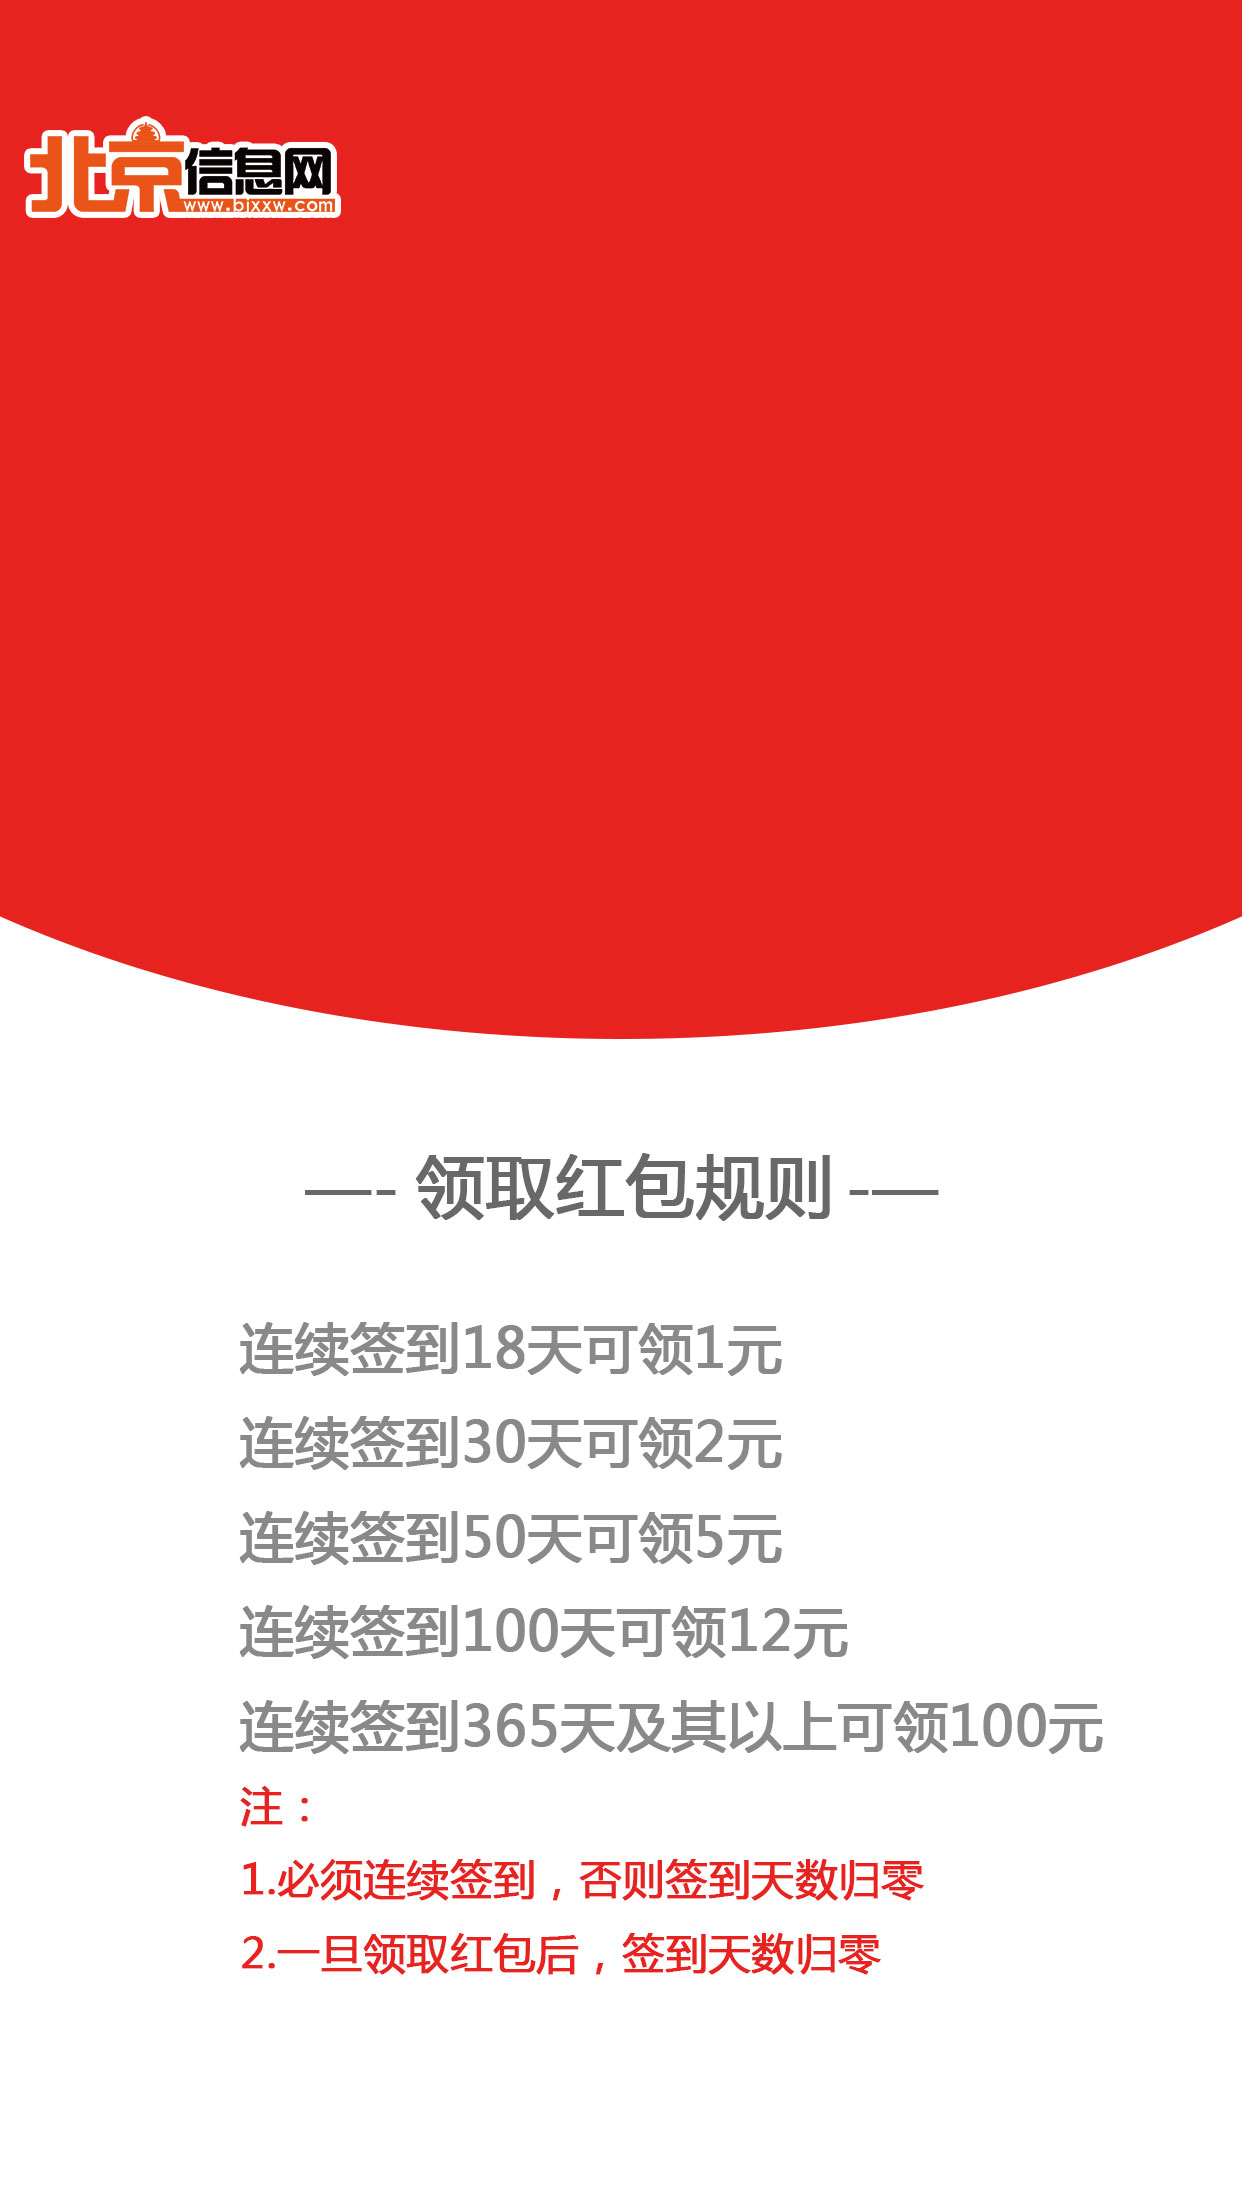 北京信息网
www.bjxxw.com
—- 领取红包规则 -—
连续签到18天可领1元
连续签到30天可领2元
连续签到50天可领5元
连续签到100天可领12元
连续签到365天及其以上可领100元
注：
1.必须连续签到，否则签到天数归零
2.一旦领取红包后，签到天数归零